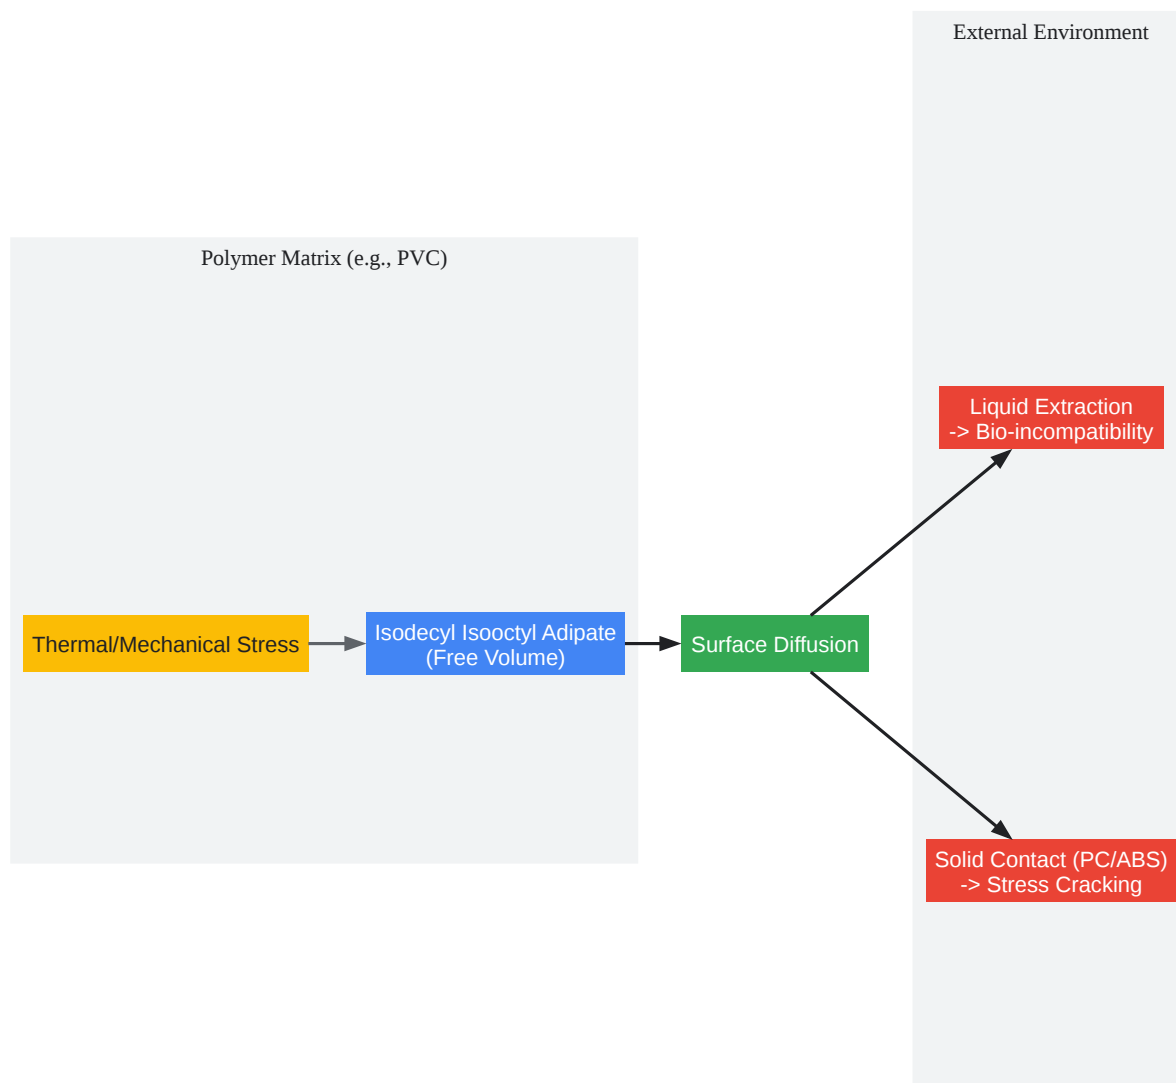 External Environment
Polymer Matrix (e.g., PVC)
Liquid Extraction
-> Bio-incompatibility
Thermal/Mechanical Stress
Isodecyl Isooctyl Adipate
(Free Volume)
Surface Diffusion
Solid Contact (PC/ABS)
-> Stress Cracking